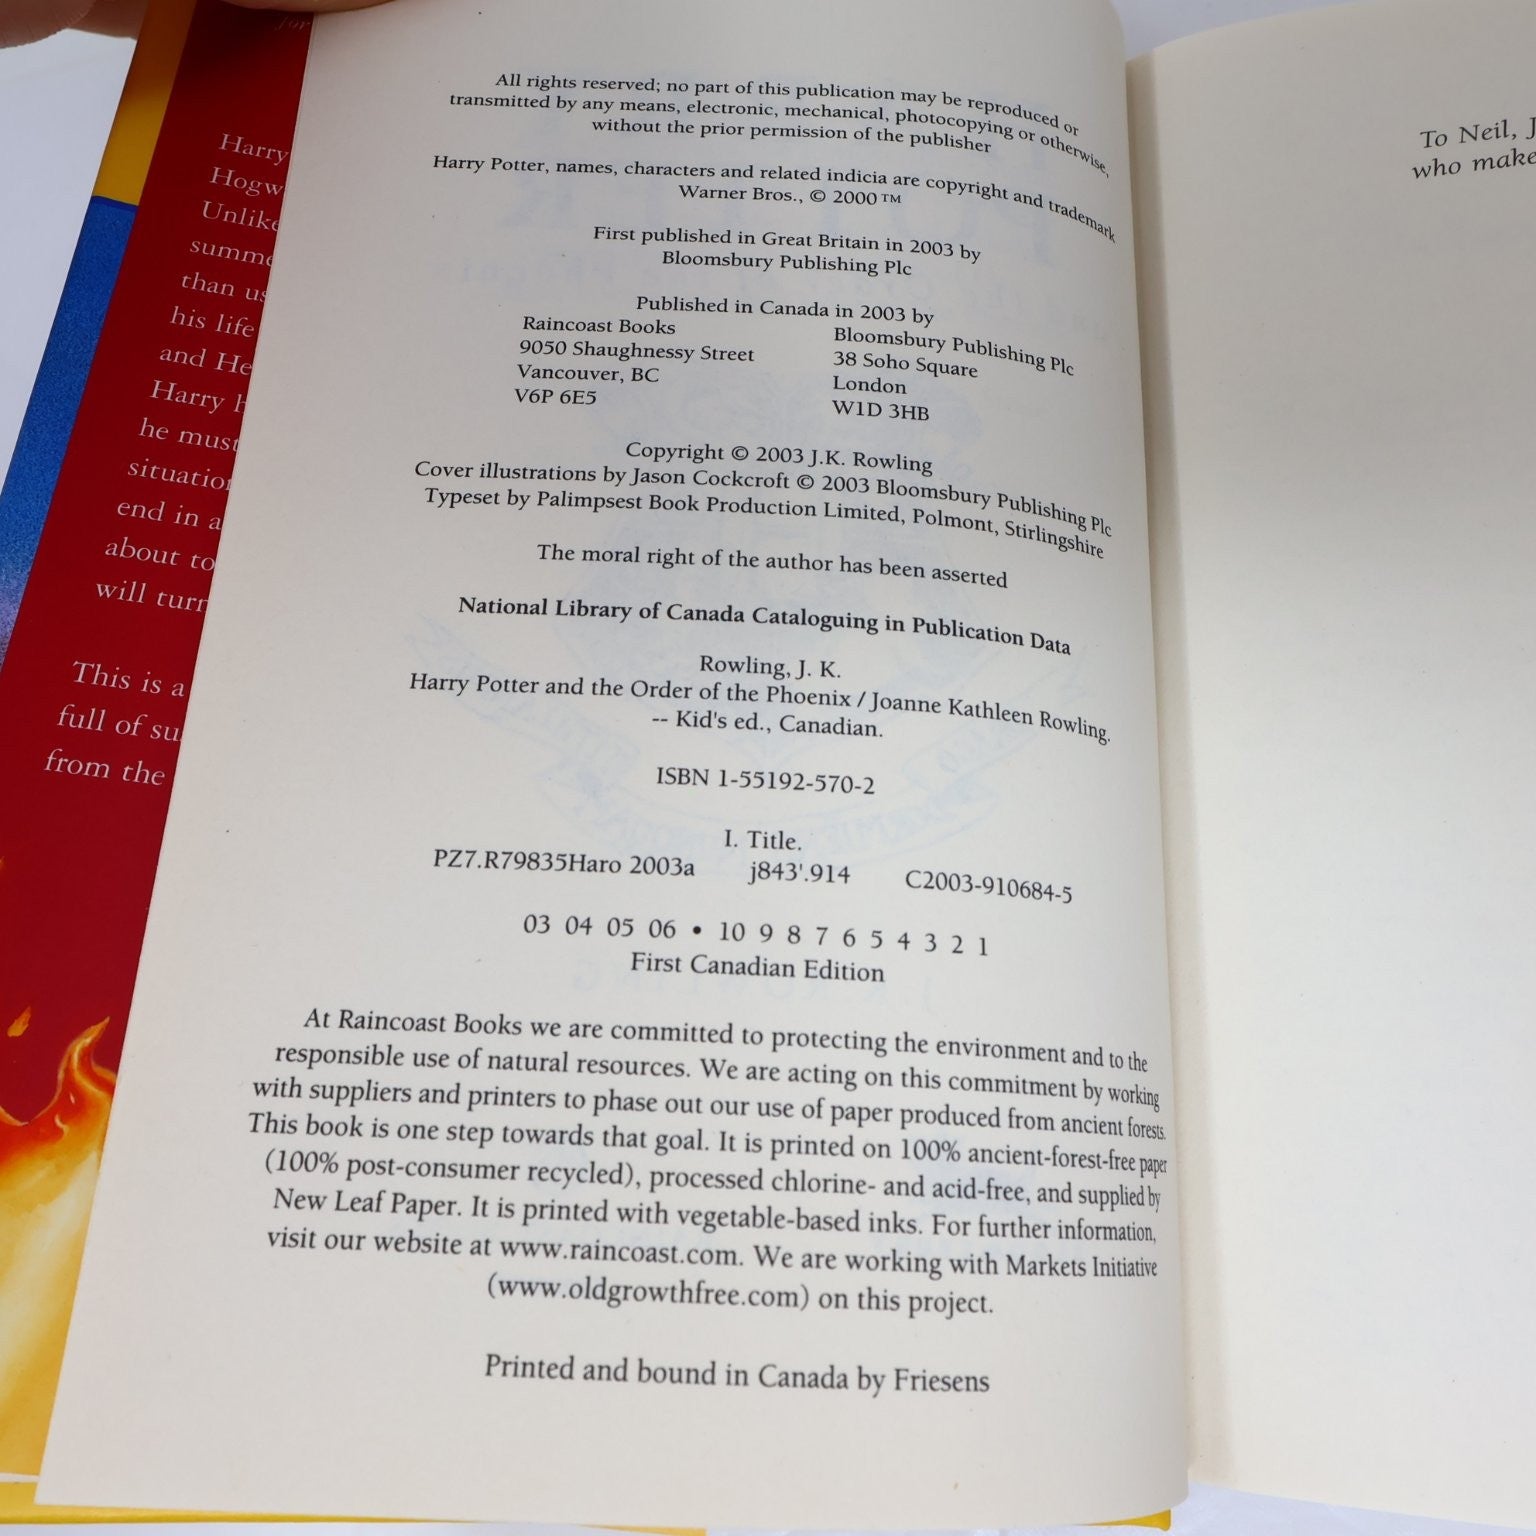 for
Harry
Hogw
Unlike
summe
than us
his life
and He
Harry h
he must
situation
end in a
about to
will turn
This is a
full of su
from the
All rights reserved; no part of this publication may be reproduced or
transmitted by any means, electronic, mechanical, photocopying or otherwise,
without the prior permission of the publisher
Harry Potter, names, characters and related indicia are copyright and trademark
Warner Bros., © 2000™
First published in Great Britain in 2003 by
Bloomsbury Publishing Plc
Published in Canada in 2003 by
Raincoast Books
9050 Shaughnessy Street
Vancouver, BC
V6P 6E5
Bloomsbury Publishing Plc
38 Soho Square
London
W1D 3HB
Copyright © 2003 J.K. Rowling
Cover illustrations by Jason Cockcroft © 2003 Bloomsbury Publishing Plc
Typeset by Palimpsest Book Production Limited, Polmont, Stirlingshire
The moral right of the author has been asserted
National Library of Canada Cataloguing in Publication Data
Rowling, J. K.
Harry Potter and the Order of the Phoenix / Joanne Kathleen Rowling.
-- Kid's ed., Canadian.
ISBN 1-55192-570-2
I. Title.
PZ7.R79835Haro 2003a j843'.914 C2003-910684-5
03 04 05 06 • 10 9 8 7 6 5 4 3 2 1
First Canadian Edition
At Raincoast Books we are committed to protecting the environment and to the
responsible use of natural resources. We are acting on this commitment by working
with suppliers and printers to phase out our use of paper produced from ancient forests.
This book is one step towards that goal. It is printed on 100% ancient-forest-free paper
(100% post-consumer recycled), processed chlorine- and acid-free, and supplied by
New Leaf Paper. It is printed with vegetable-based inks. For further information,
visit our website at www.raincoast.com. We are working with Markets Initiative
(www.oldgrowthfree.com) on this project.
Printed and bound in Canada by Friesens
To Neil, J
who make